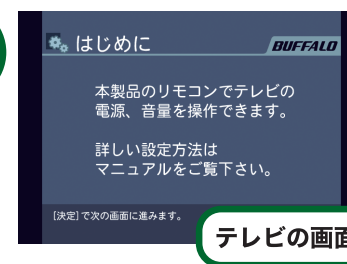 はじめに
BUFFALO
本製品のリモコンでテレビの
電源、音量を操作できます。
詳しい設定方法は
マニュアルをご覧下さい。
[決定]で次の画面に進みます。
テレビの画面